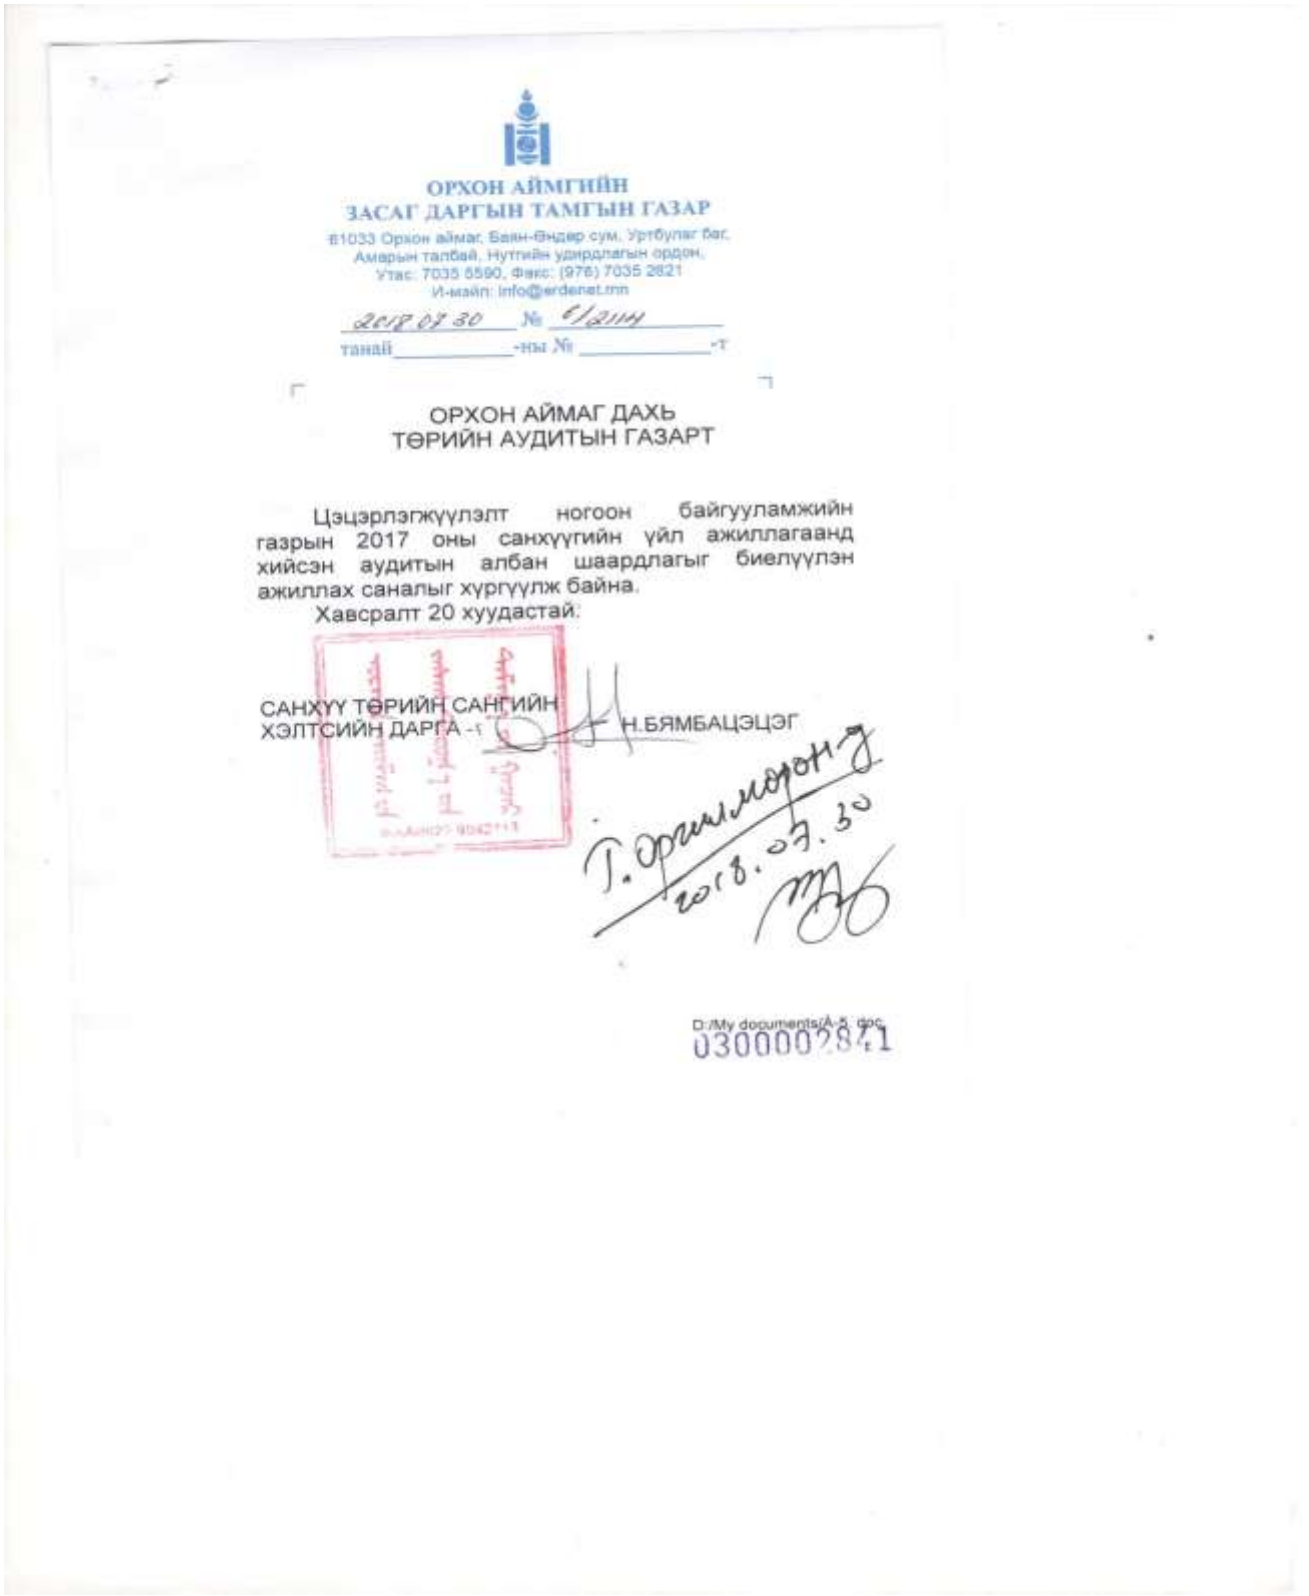 ОРХОН АЙМГИЙН
ЗАСАГ ДАРГЫН ТАМГЫН ГАЗАР
61033 Орхон аймаг, Баян-Өндөр сум, Уртбулаг баг,
Амарын талбай, Нутгийн удирдлагын ордон,
Утас: 7035 5590, Факс: (976) 7035 2821
И-мэйл: info@erdenet.mn
2018 07 30 №
танай -ны № -т
ОРХОН АЙМАГ ДАХЬ
ТӨРИЙН АУДИТЫН ГАЗАРТ
Цэцэрлэгжүүлэлт ногоон байгууламжийн
газрын 2017 оны санхүүгийн үйл ажиллагаанд
хийсэн аудитын албан шаардлагыг биелүүлэн
ажиллах саналыг хүргүүлж байна.
Хавсралт 20 хуудастай.
САНХҮҮ ТӨРИЙН САНГИЙН
ХЭЛТСИЙН ДАРГА Н.БЯМБАЦЭЦЭГ
2018.07.30
D:/My documents/A-5. doc
0300002841